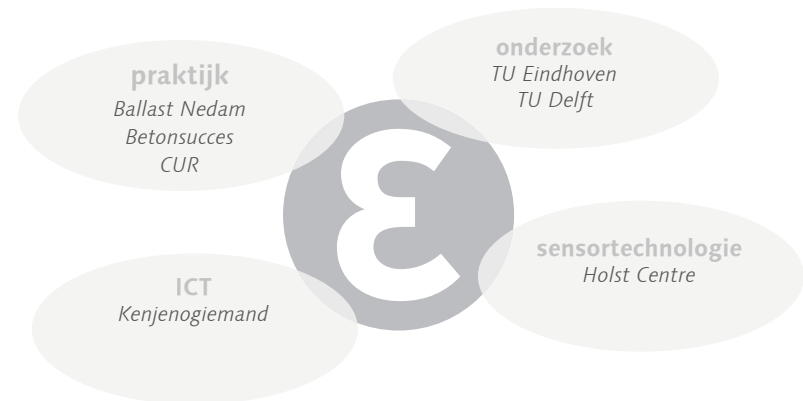 praktijk
Ballast Nedam
Betonsucces
CUR
onderzoek
TU Eindhoven
TU Delft
ε
sensortechnologie
Holst Centre
ICT
Kenjenogiemand